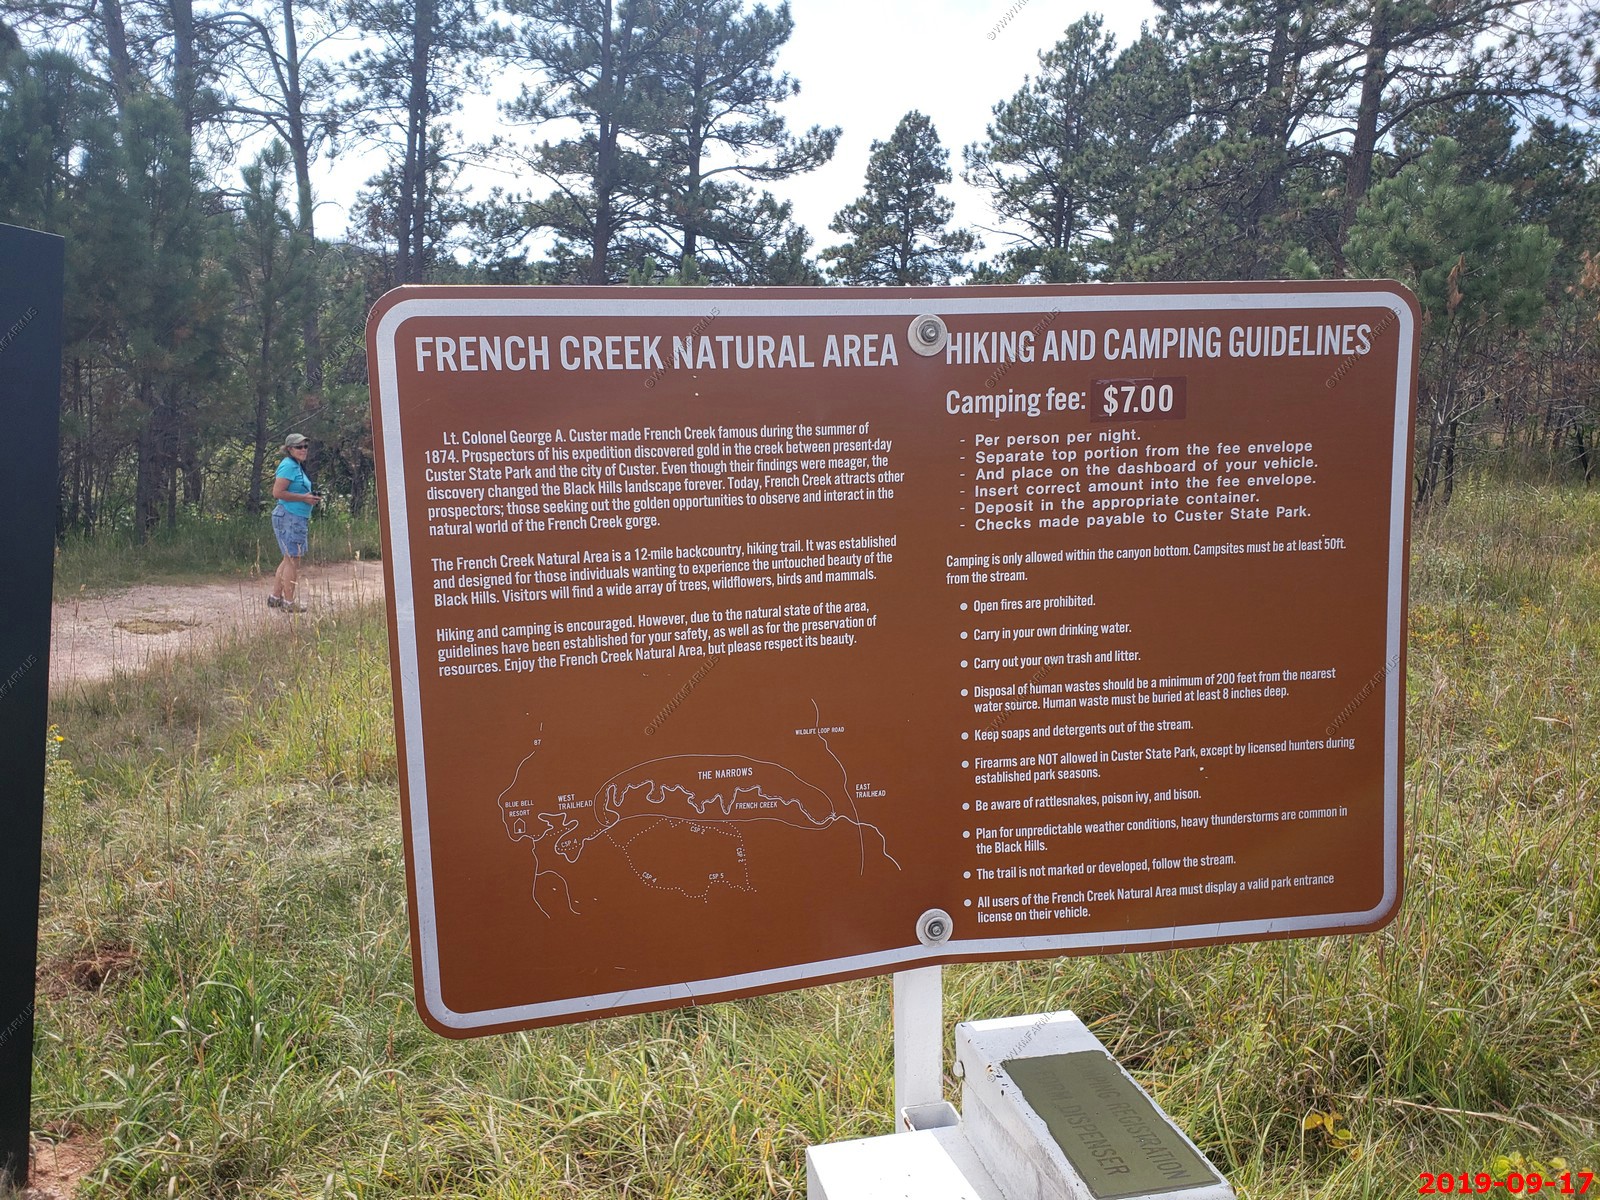 FRENCH CREEK NATURAL AREA
Lt. Colonel George A. Custer made French Creek famous during the summer of
1874. Prospectors of his expedition discovered gold in the creek between present-day
Custer State Park and the city of Custer. Even though their findings were meager, the
discovery changed the Black Hills landscape forever. Today, French Creek attracts other
prospectors; those seeking out the golden opportunities to observe and interact in the
natural world of the French Creek gorge.
The French Creek Natural Area is a 12-mile backcountry, hiking trail. It was established
and designed for those individuals wanting to experience the untouched beauty of the
Black Hills. Visitors will find a wide array of trees, wildflowers, birds and mammals.
Hiking and camping is encouraged. However, due to the natural state of the area,
guidelines have been established for your safety, as well as for the preservation of
resources. Enjoy the French Creek Natural Area, but please respect its beauty.
87
BLUE BELL
RESORT
WEST
TRAILHEAD
CSP 4
THE NARROWS
FRENCH CREEK
CSP 3
CSP 2
CSP 4
CSP 5
WILDLIFE LOOP ROAD
EAST
TRAILHEAD
HIKING AND CAMPING GUIDELINES
Camping fee: $7.00
- Per person per night.
- Separate top portion from the fee envelope
- And place on the dashboard of your vehicle.
- Insert correct amount into the fee envelope.
- Deposit in the appropriate container.
- Checks made payable to Custer State Park.
Camping is only allowed within the canyon bottom. Campsites must be at least 50ft.
from the stream.
• Open fires are prohibited.
• Carry in your own drinking water.
• Carry out your own trash and litter.
• Disposal of human wastes should be a minimum of 200 feet from the nearest
water source. Human waste must be buried at least 8 inches deep.
• Keep soaps and detergents out of the stream.
• Firearms are NOT allowed in Custer State Park, except by licensed hunters during
established park seasons.
• Be aware of rattlesnakes, poison ivy, and bison.
• Plan for unpredictable weather conditions, heavy thunderstorms are common in
the Black Hills.
• The trail is not marked or developed, follow the stream.
• All users of the French Creek Natural Area must display a valid park entrance
license on their vehicle.
REGISTRATION
DISPENSER
2019-09-17